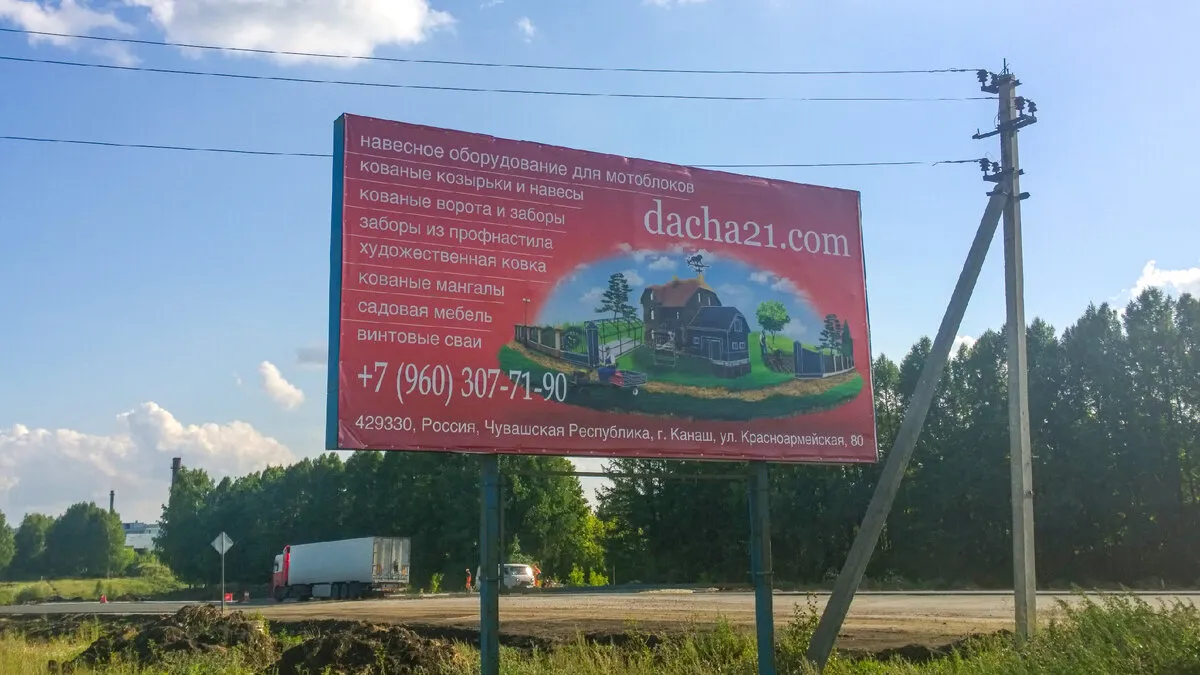 навесное оборудование для мотоблоков
кованые козырьки и навесы
кованые ворота и заборы
заборы из профнастила
художественная ковка
кованые мангалы
садовая мебель
винтовые сваи
dacha21.com
+7 (960) 307-71-90
429330, Россия, Чувашская Республика, г. Канаш, ул. Красноармейская, 80